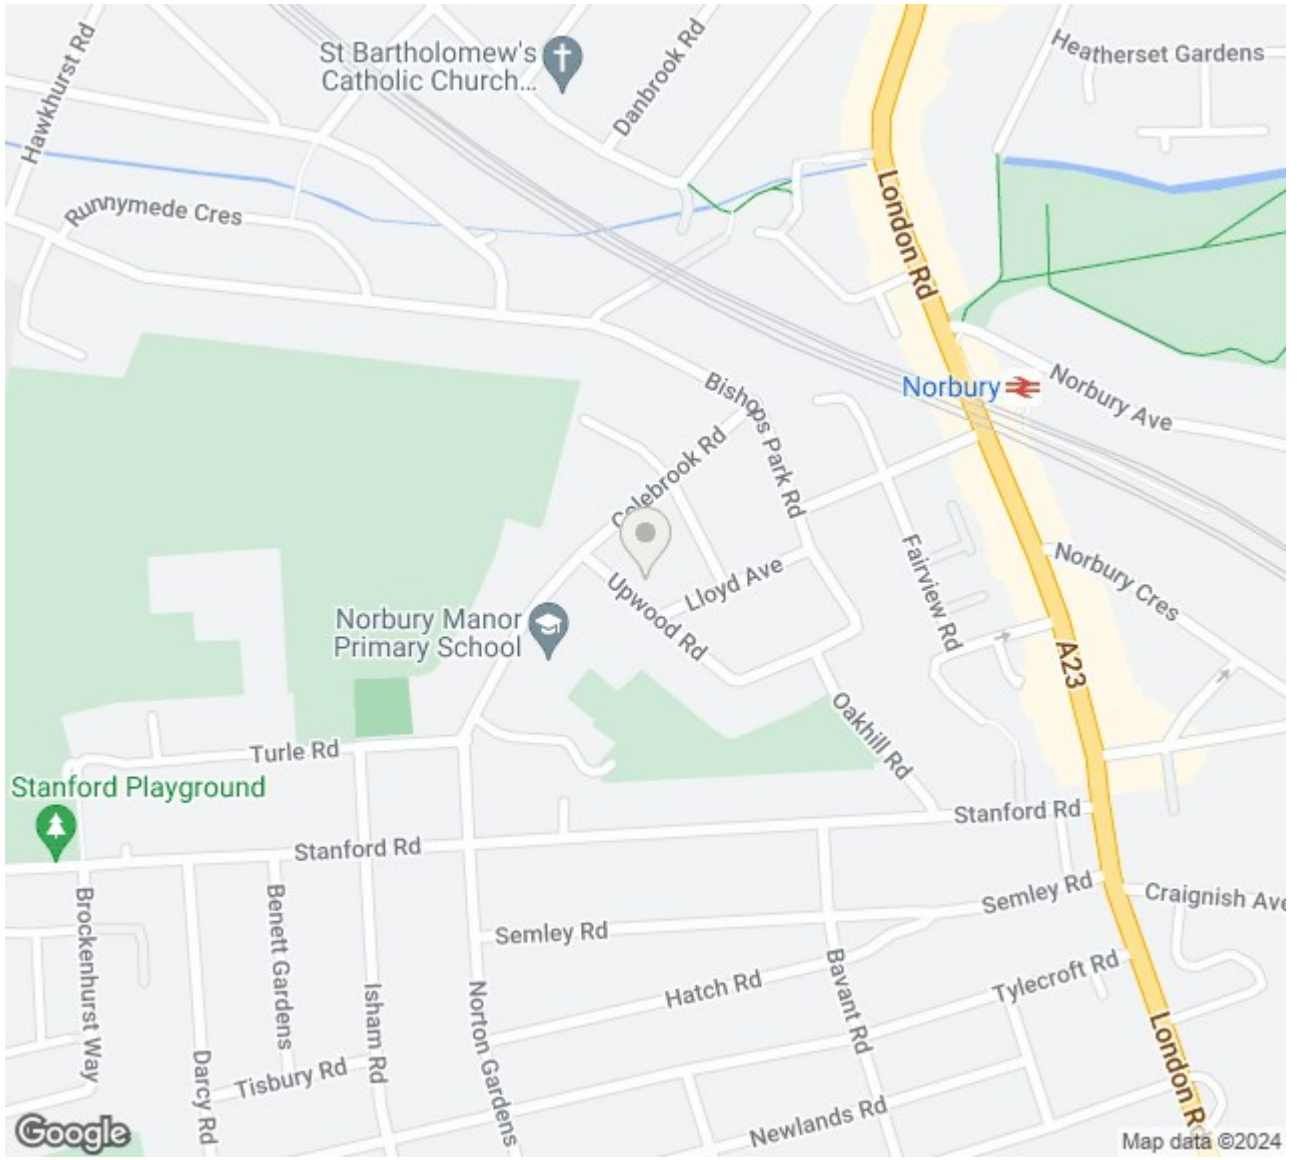 Hawkhurst Rd
St Bartholomew's
Catholic Church...
Danbrook Rd
Heatherset Gardens
Runnymede Cres
London Rd
Norbury
Norbury Ave
Bishops Park Rd
Colebrook Rd
Fairview Rd
Norbury Cres
Lloyd Ave
Upwood Rd
Norbury Manor
Primary School
A23
Oakhill Rd
Turle Rd
Stanford Playground
Stanford Rd
Stanford Rd
Semley Rd
Craignish Ave
Brockenhurst Way
Benett Gardens
Semley Rd
Hatch Rd
Bavant Rd
Tylecroft Rd
Isham Rd
Norton Gardens
Darcy Rd
Tisbury Rd
London Rd
Newlands Rd
Google
Map data ©2024